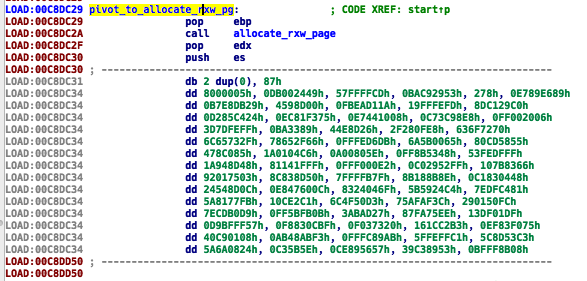 LOAD:00C8DC29
LOAD:00C8DC29 pivot_to_allocate_rxw_pg: ; CODE XREF: start↑p
LOAD:00C8DC29 pop ebp
LOAD:00C8DC2A call allocate_rxw_page
LOAD:00C8DC2F pop edx
LOAD:00C8DC30 push es
LOAD:00C8DC30 ; ---------------------------------------------------------------------------
LOAD:00C8DC31 db 2 dup(0), 87h
LOAD:00C8DC34 dd 8000005h, 0DB002449h, 57FFFFCDh, 0BAC92953h, 278h, 0E789E689h
LOAD:00C8DC34 dd 0B7E8DB29h, 4598D00h, 0FBEAD11Ah, 19FFFEFDh, 8DC129C0h
LOAD:00C8DC34 dd 0D285C424h, 0EC81F375h, 0E7441008h, 0C73C98E8h, 0FF002006h
LOAD:00C8DC34 dd 3D7DFEFFh, 0BA3389h, 44E8D26h, 2F280FE8h, 636F7270h
LOAD:00C8DC34 dd 6C65732Fh, 78652F66h, 0FFFED6DBh, 6A5B0065h, 80CD5855h
LOAD:00C8DC34 dd 478C085h, 1A0104C6h, 0A00805Eh, 0FF8B5348h, 53FEDFFFh
LOAD:00C8DC34 dd 1A948D48h, 81141FFFh, 0FFF000E2h, 0C02952FFh, 107B8366h
LOAD:00C8DC34 dd 92017503h, 8C838D50h, 7FFFFB7Fh, 8B188B8Eh, 0C1830448h
LOAD:00C8DC34 dd 24548D0Ch, 0E847600Ch, 8324046Fh, 5B5924C4h, 7EDFC481h
LOAD:00C8DC34 dd 5A8177FBh, 10CE2C1h, 6C4F50D3h, 75AFAF3Ch, 290150FCh
LOAD:00C8DC34 dd 7ECDB0D9h, 0FF5BFB0Bh, 3ABAD27h, 87FA75EEh, 13DF01DFh
LOAD:00C8DC34 dd 0D9BFFF57h, 0F8830CBFh, 0F037320h, 161CC2B3h, 0EF83F075h
LOAD:00C8DC34 dd 40C90108h, 0AB48ABF3h, 0FFFC89ABh, 5FFEFFC1h, 5C8D53C3h
LOAD:00C8DC34 dd 5A6A0824h, 0C35B5Eh, 0CE895657h, 39C38953h, 0BFFF8B08h
LOAD:00C8DD50 ; ---------------------------------------------------------------------------
LOAD:00C8DD50